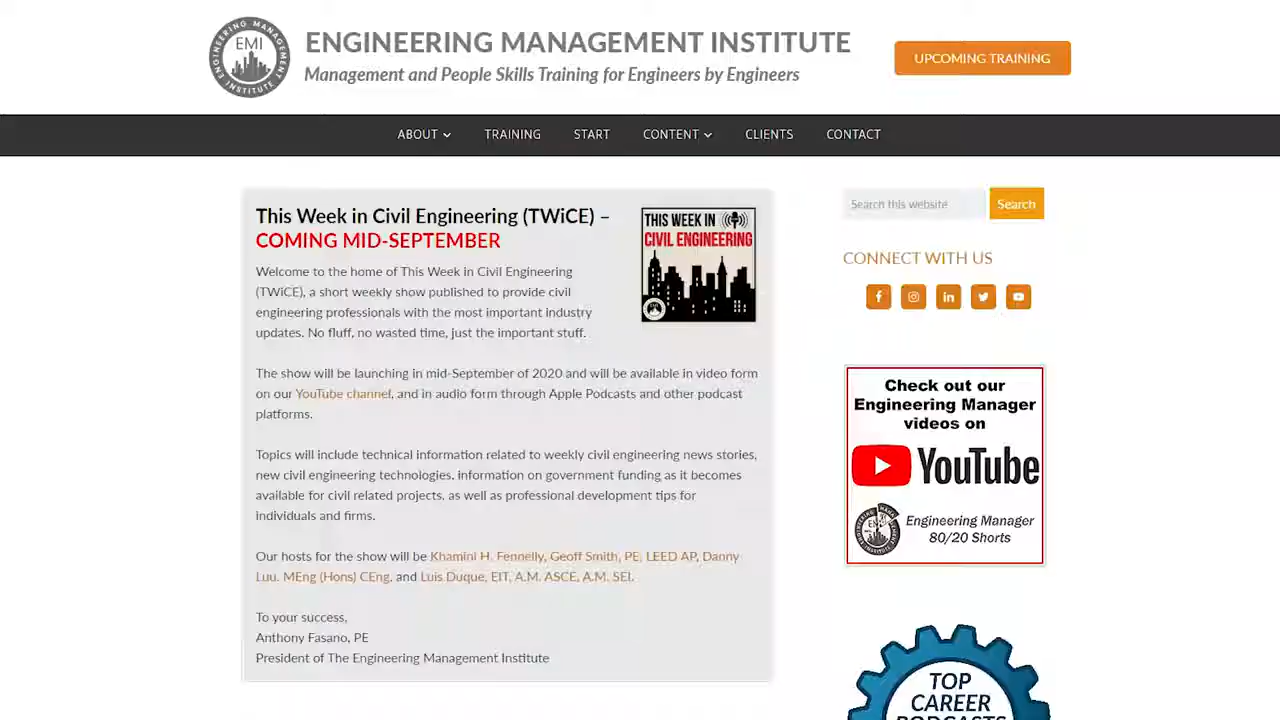 ENGINEERING MANAGEMENT INSTITUTE
EMI
ENGINEERING MANAGEMENT INSTITUTE
Management and People Skills Training for Engineers by Engineers
UPCOMING TRAINING
ABOUT
TRAINING
START
CONTENT
CLIENTS
CONTACT
This Week in Civil Engineering (TWiCE) –
COMING MID-SEPTEMBER
THIS WEEK IN
CIVIL ENGINEERING
Welcome to the home of This Week in Civil Engineering
(TWiCE), a short weekly show published to provide civil
engineering professionals with the most important industry
updates. No fluff, no wasted time, just the important stuff.
The show will be launching in mid-September of 2020 and will be available in video form
on our YouTube channel, and in audio form through Apple Podcasts and other podcast
platforms.
Topics will include technical information related to weekly civil engineering news stories,
new civil engineering technologies, information on government funding as it becomes
available for civil related projects, as well as professional development tips for
individuals and firms.
Our hosts for the show will be Khamini H. Fennelly, Geoff Smith, PE, LEED AP, Danny
Luu, MEng (Hons) CEng, and Luis Duque, EIT, A.M. ASCE, A.M. SEI.
To your success,
Anthony Fasano, PE
President of The Engineering Management Institute
Search this website
Search
CONNECT WITH US
Check out our
Engineering Manager
videos on
YouTube
EMI
Engineering Manager
80/20 Shorts
TOP
CAREER
PODCASTS